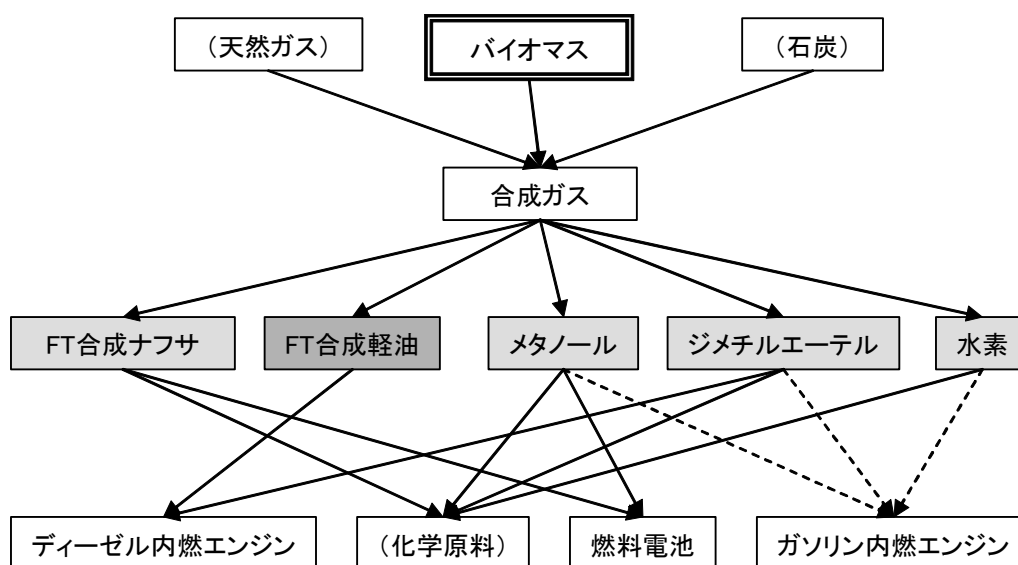 （天然ガス）
バイオマス
（石炭）
合成ガス
FT合成ナフサ
FT合成軽油
メタノール
ジメチルエーテル
水素
ディーゼル内燃エンジン
（化学原料）
燃料電池
ガソリン内燃エンジン